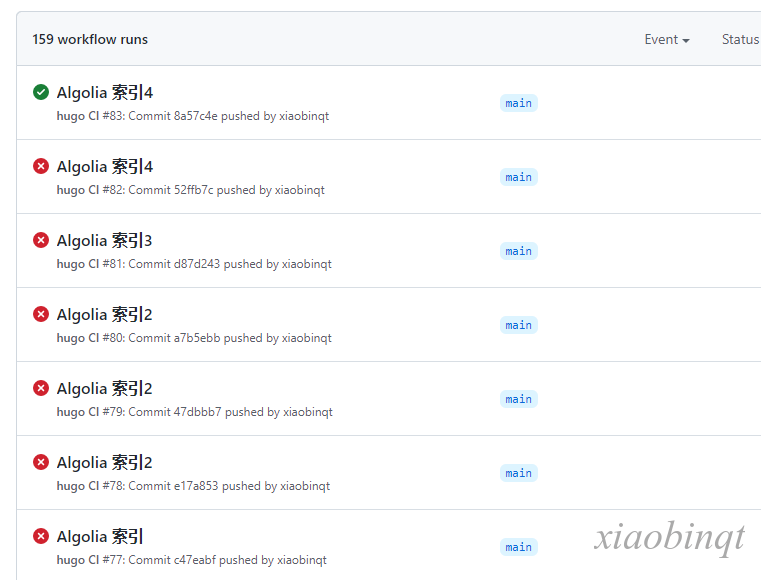 159 workflow runs Event Status
Algolia 索引4
hugo CI #83: Commit 8a57c4e pushed by xiaobinqt
main
Algolia 索引4
hugo CI #82: Commit 52ffb7c pushed by xiaobinqt
main
Algolia 索引3
hugo CI #81: Commit d87d243 pushed by xiaobinqt
main
Algolia 索引2
hugo CI #80: Commit a7b5ebb pushed by xiaobinqt
main
Algolia 索引2
hugo CI #79: Commit 47dbbb7 pushed by xiaobinqt
main
Algolia 索引2
hugo CI #78: Commit e17a853 pushed by xiaobinqt
main
Algolia 索引
hugo CI #77: Commit c47eabf pushed by xiaobinqt
main
xiaobinqt